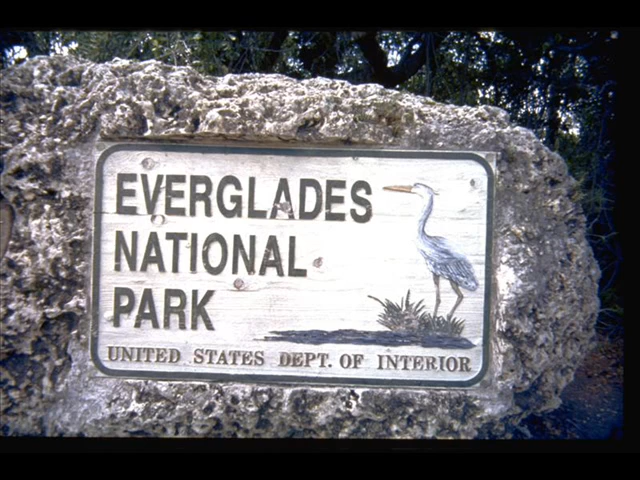 EVERGLADES
NATIONAL
PARK
UNITED STATES DEPT. OF INTERIOR